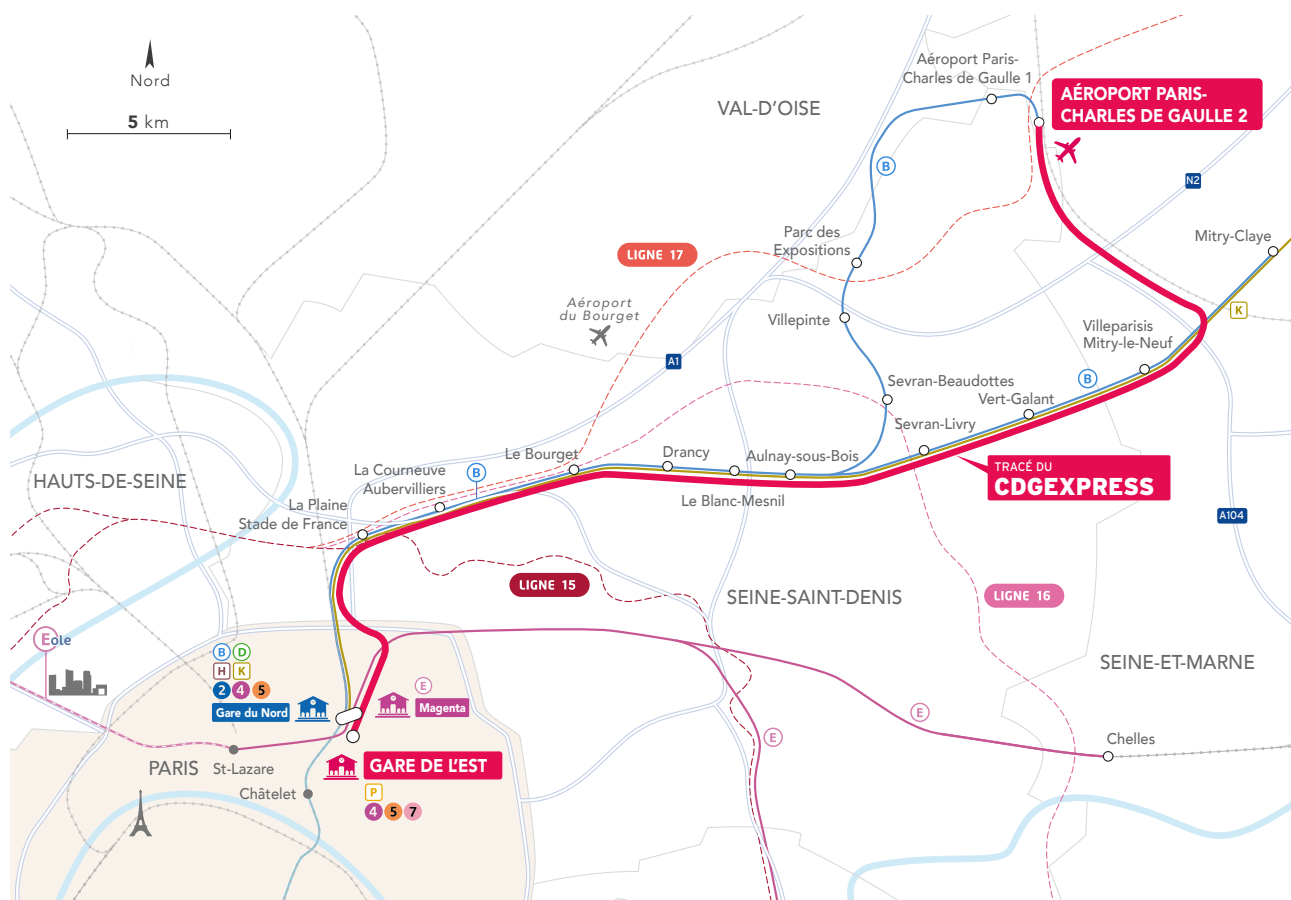 Nord
5 km
VAL-D'OISE
Aéroport Paris-
Charles de Gaulle 1
AÉROPORT PARIS-
CHARLES DE GAULLE 2
B
N2
Mitry-Claye
Parc des
Expositions
LIGNE 17
Aéroport
du Bourget
Villepinte
K
Villeparisis
Mitry-le-Neuf
A1
B
Sevran-Beaudottes
Vert-Galant
Sevran-Livry
HAUTS-DE-SEINE
La Courneuve
Aubervilliers
B
Le Bourget
Drancy
Aulnay-sous-Bois
Le Blanc-Mesnil
TRACÉ DU
CDGEXPRESS
La Plaine
Stade de France
A104
LIGNE 15
SEINE-SAINT-DENIS
LIGNE 16
Eole
SEINE-ET-MARNE
B D
H K
2 4 5
Gare du Nord
E
Magenta
E
E
Chelles
PARIS
St-Lazare
GARE DE L'EST
Châtelet
P
4 5 7